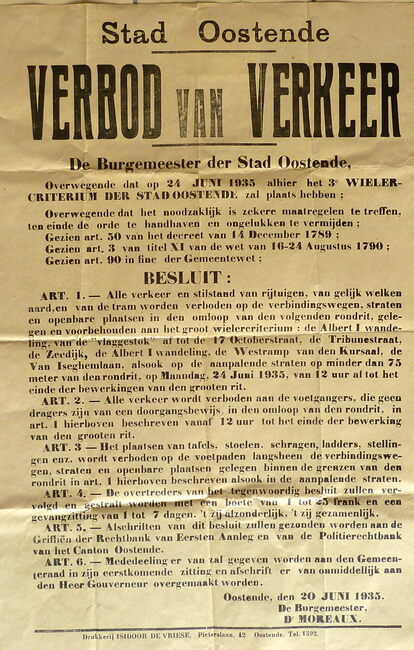 Stad Oostende
VERBOD VAN VERKEER
De Burgemeester der Stad Oostende,
Overwegende dat op 24 JUNI 1935 alhier het 3e WIELER-
CRITERIUM DER STAD OOSTENDE zal plaats hebben ;
Overwegende dat het noodzaklijk is zekere maatregelen te treffen,
ten einde de orde te handhaven en ongelukken te vermijden ;
Gezien art. 50 van het decreet van 14 December 1789 ;
Gezien art. 3 van titel XI van de wet van 16-24 Augustus 1790 ;
Gezien art. 90 in fine der Gemeentewet ;
BESLUIT :
ART. 1. — Alle verkeer en stilstand van rijtuigen, van gelijk welken
aard, en van de tram worden verboden op de verbindingswegen, straten
en openbare plaatsen in den omloop van den volgenden rondrit, gele-
gen en voorbehouden aan het groot wielercriterium : de Albert I wande-
ling, van de "vlaggestok" af tot de 17 Octoberstraat, de Tribunestraat,
de Zeedijk, de Albert I wandeling, de Westramp van den Kursaal, de
Van Iseghemlaan, alsook op de aanpalende straten op minder dan 75
meter van den rondrit, op Maandag, 24 Juni 1935, van 12 uur af tot het
einde der bewerkingen van den grooten rit.
ART. 2. — Alle verkeer wordt verboden aan de voetgangers, die geen
dragers zijn van een doorgangsbewijs, in den omloop van den rondrit, in
art. 1 hierboven beschreven vanaf 12 uur tot het einde der bewerking
van den grooten rit.
ART. 3 — Het plaatsen van tafels, stoelen, schragen, ladders, stellin-
gen enz. wordt verboden op de voetpaden langsheen de verbindingswe-
gen, straten en openbare plaatsen gelegen binnen de grenzen van den
rondrit in art. 1 hierboven beschreven alsook in de aanpalende straten.
ART. 4. — De overtreders van het tegenwoordig besluit zullen ver-
volgd en gestraft worden met een boete van 1 tot 25 frank en een
gevangzitting van 1 tot 7 dagen, 't zij afzonderlijk, 't zij gezamenlijk.
ART. 5. — Afschriften van dit besluit zullen gezonden worden aan de
Griffiën der Rechtbank van Eersten Aanleg en van de Politierechtbank
van het Canton Oostende.
ART. 6. — Mededeeling er van zal gegeven worden aan den Gemeen-
teraad in zijn eerstkomende zitting en afschrift er van onmiddellijk aan
den Heer Gouverneur overgemaakt worden.
Oostende, den 20 JUNI 1935.
De Burgemeester,
Dr MOREAUX.
Drukkerij ISIDOOR DE VRIESE, Pieterslaan, 42 Oostende. Tel. 1592.